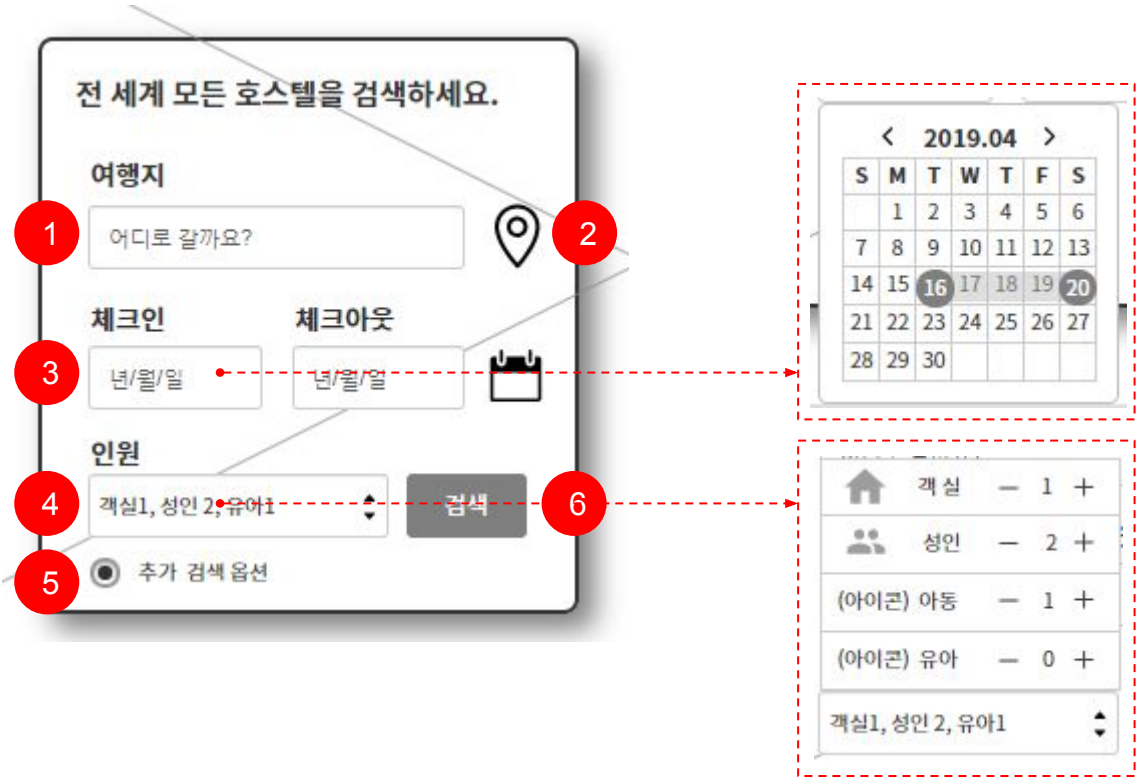 전 세계 모든 호스텔을 검색하세요.
여행지
1 어디로 갈까요? 2
체크인 체크아웃
3 년/월/일 년/월/일
인원
4 객실1, 성인 2, 유아1 검색 6
5 추가 검색 옵션
< 2019.04 >
S M T W T F S
1 2 3 4 5 6
7 8 9 10 11 12 13
14 15 16 17 18 19 20
21 22 23 24 25 26 27
28 29 30
객실 — 1 +
성인 — 2 +
(아이콘) 아동 — 1 +
(아이콘) 유아 — 0 +
객실1, 성인 2, 유아1